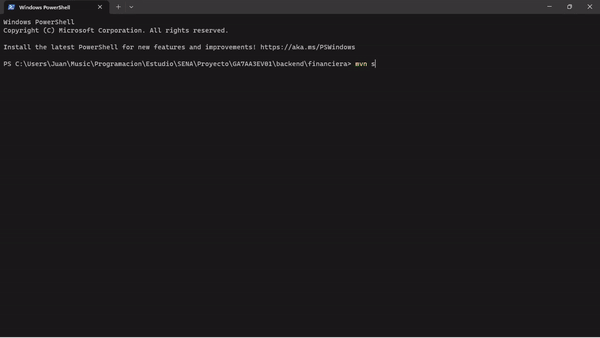 Windows PowerShell
Windows PowerShell
Copyright (C) Microsoft Corporation. All rights reserved.
Install the latest PowerShell for new features and improvements! https://aka.ms/PSWindows
PS C:\Users\Juan\Music\Programacion\Estudio\SENA\Proyecto\GA7AA3EV01\backend\financiera> mvn s